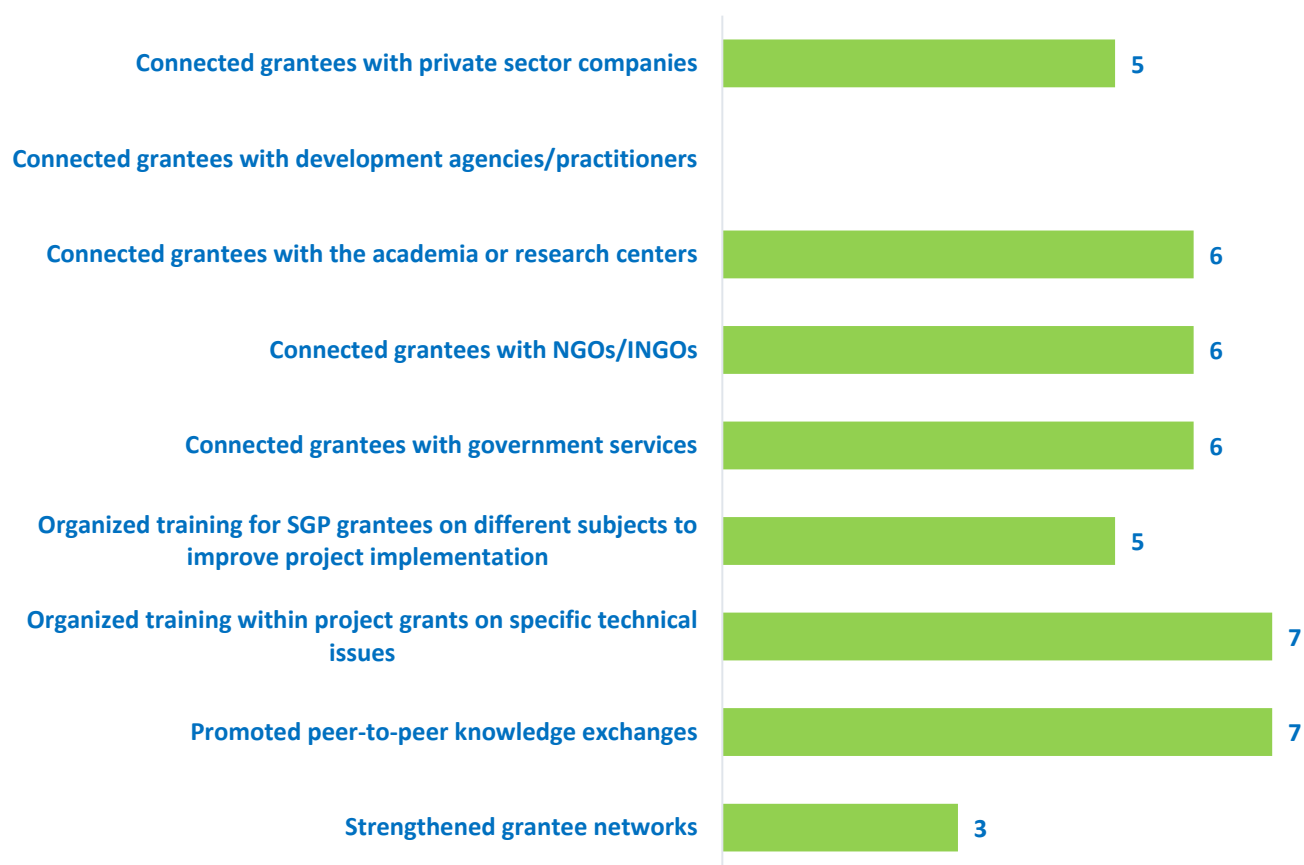 Connected grantees with private sector companies
5
Connected grantees with development agencies/practitioners
Connected grantees with the academia or research centers
6
Connected grantees with NGOs/INGOs
6
Connected grantees with government services
6
Organized training for SGP grantees on different subjects to
improve project implementation
5
Organized training within project grants on specific technical
issues
7
Promoted peer-to-peer knowledge exchanges
7
Strengthened grantee networks
3